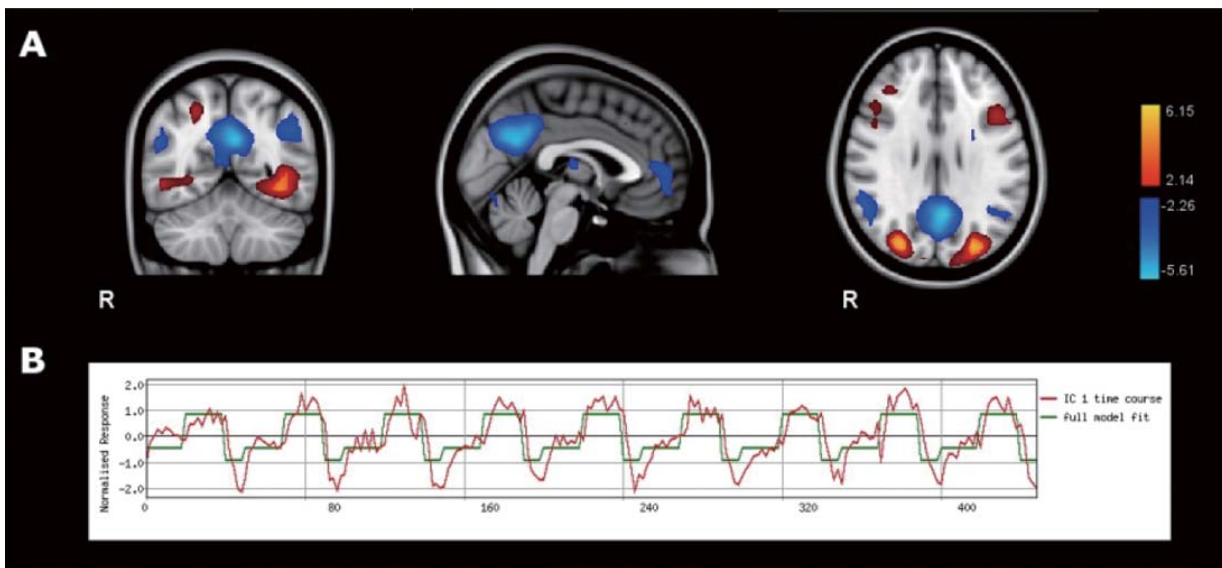 A
6.15
2.14
-2.26
-5.61
R
R
B
Normalised Response
2.0
1.0
0.0
-1.0
-2.0
0
80
160
240
320
400
IC 1 time course
full model fit